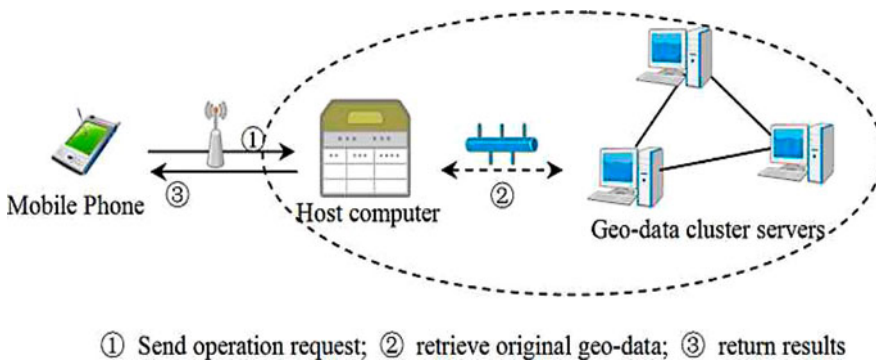 ①
③
②
Mobile Phone
Host computer
Geo-data cluster servers
① Send operation request; ② retrieve original geo-data; ③ return results